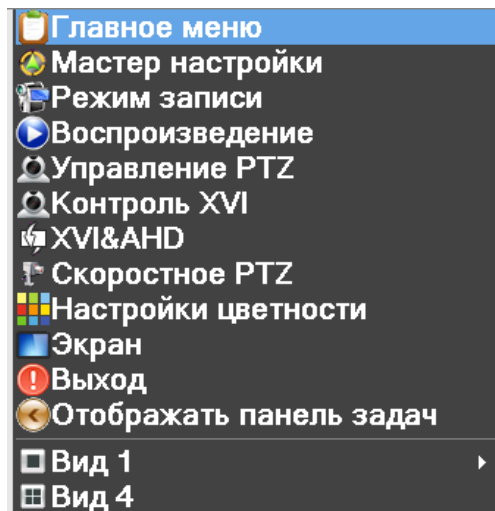 Главное меню
Мастер настройки
Режим записи
Воспроизведение
Управление PTZ
Контроль XVI
XVI&AHD
Скоростное PTZ
Настройки цветности
Экран
Выход
Отображать панель задач
Вид 1
Вид 4